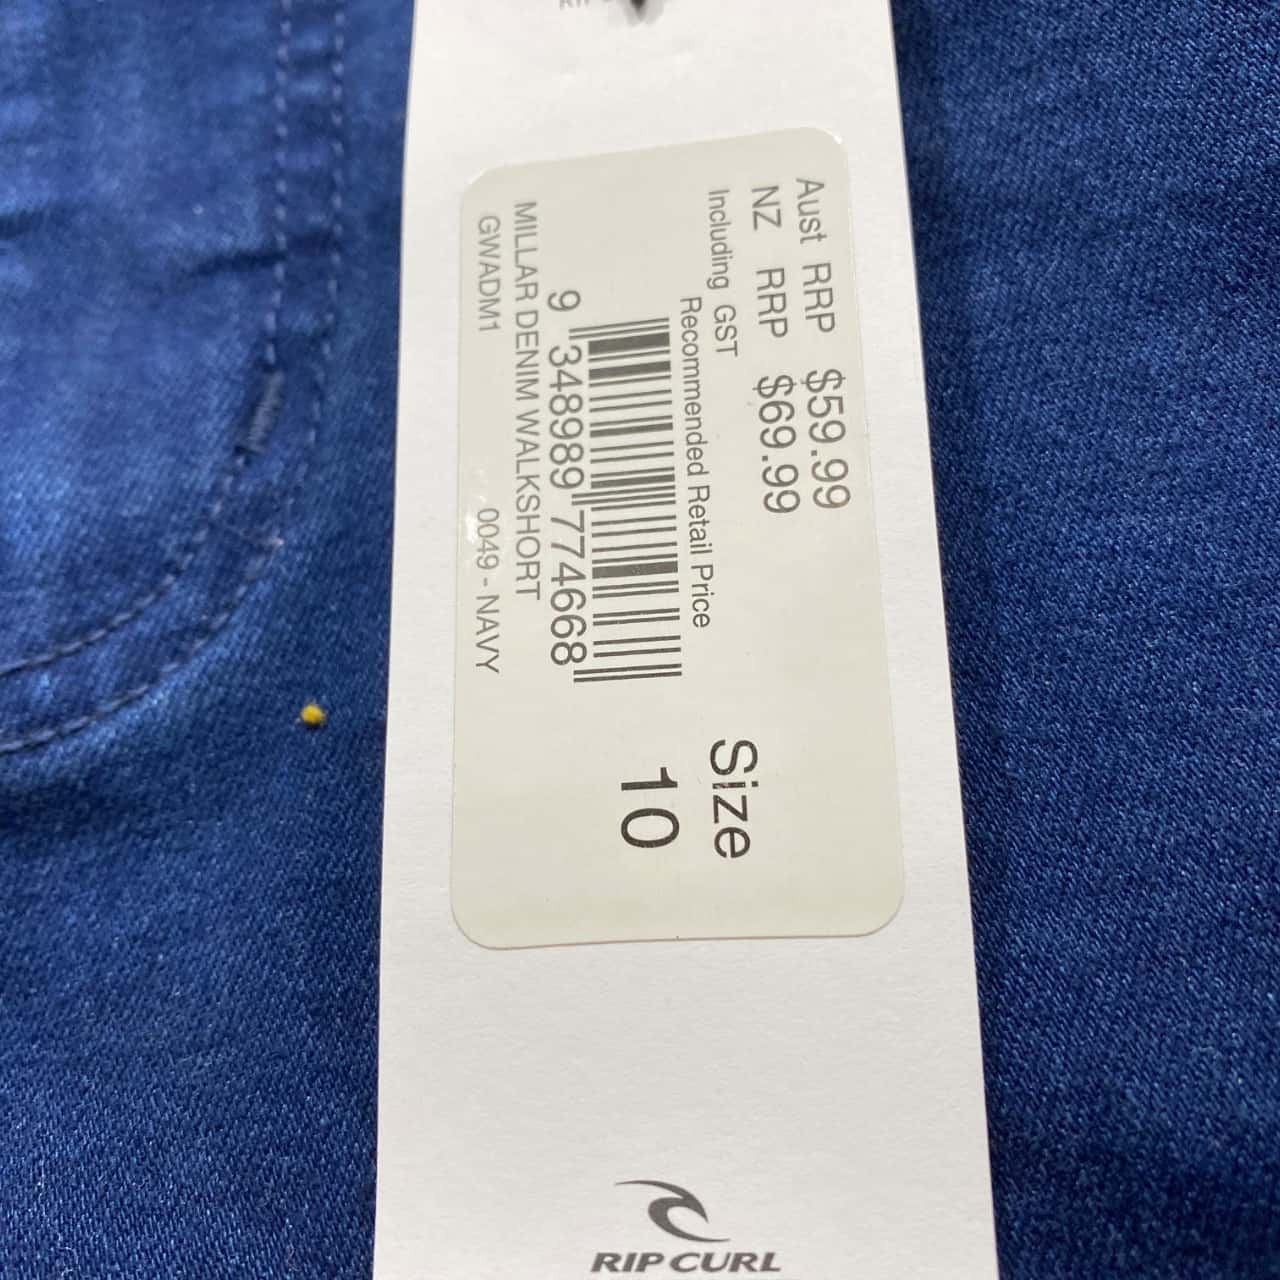 Aust RRP $59.99
NZ RRP $69.99
Including GST
Recommended Retail Price
Size
10
9 348989 774668
MILLAR DENIM WALKSHORT
GWADM1 0049 - NAVY
RIP CURL